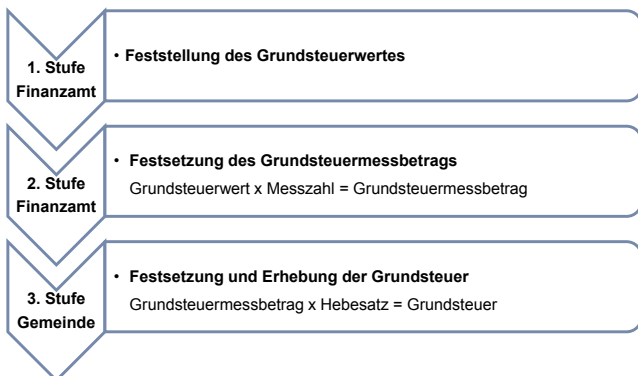 1. Stufe
Finanzamt
• Feststellung des Grundsteuerwertes
2. Stufe
Finanzamt
• Festsetzung des Grundsteuermessbetrags
Grundsteuerwert x Messzahl = Grundsteuermessbetrag
3. Stufe
Gemeinde
• Festsetzung und Erhebung der Grundsteuer
Grundsteuermessbetrag x Hebesatz = Grundsteuer